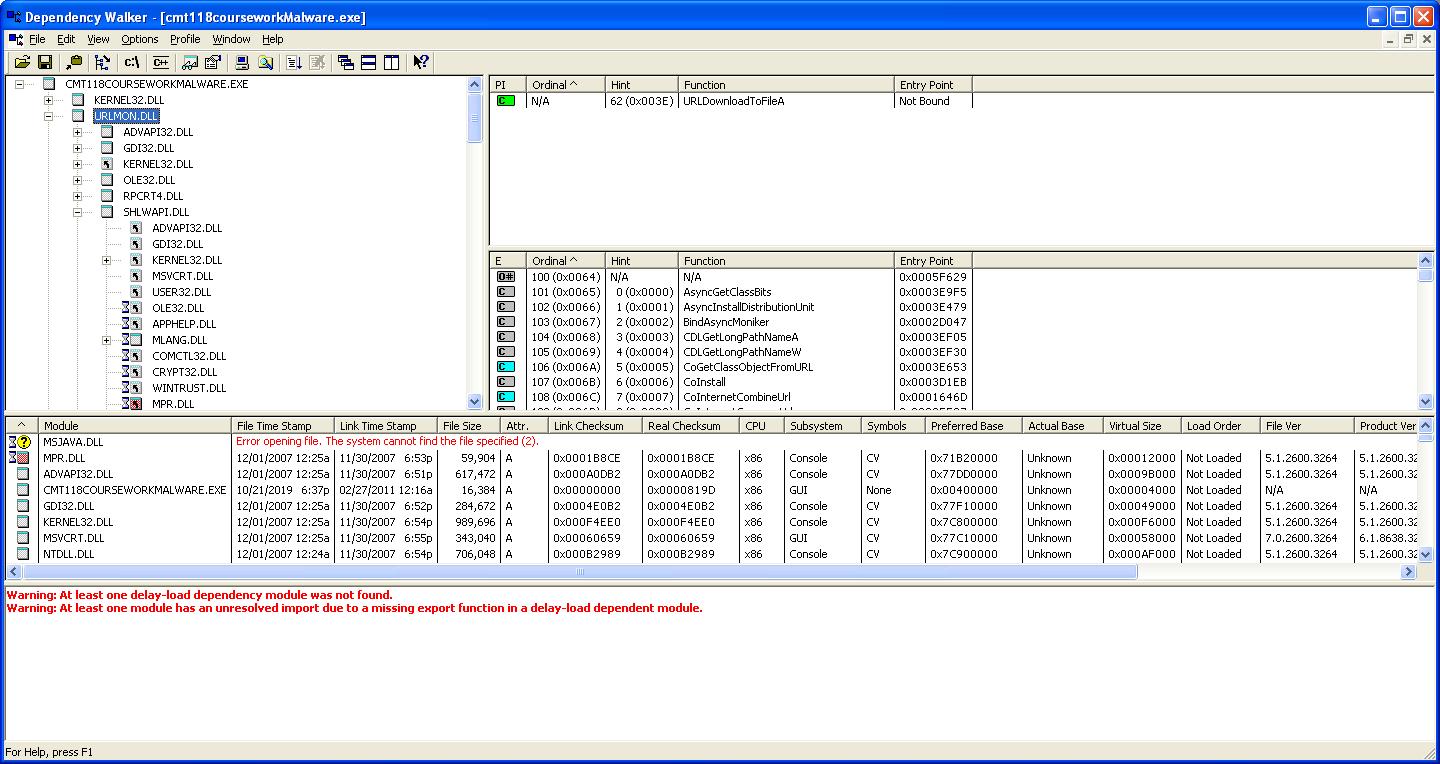 Dependency Walker - [cmt118courseworkMalware.exe]
File Edit View Options Profile Window Help
C:\ C++
CMT118COURSEWORKMALWARE.EXE
KERNEL32.DLL
URLMON.DLL
ADVAPI32.DLL
GDI32.DLL
KERNEL32.DLL
OLE32.DLL
RPCRT4.DLL
SHLWAPI.DLL
ADVAPI32.DLL
GDI32.DLL
KERNEL32.DLL
MSVCRT.DLL
USER32.DLL
OLE32.DLL
APPHELP.DLL
MLANG.DLL
COMCTL32.DLL
CRYPT32.DLL
WINTRUST.DLL
MPR.DLL
PI Ordinal ^ Hint Function Entry Point
C N/A 62 (0x003E) URLDownloadToFileA Not Bound
E Ordinal ^ Hint Function Entry Point
O# 100 (0x0064) N/A N/A 0x0005F629
C 101 (0x0065) 0 (0x0000) AsyncGetClassBits 0x0003E9F5
C 102 (0x0066) 1 (0x0001) AsyncInstallDistributionUnit 0x0003E479
C 103 (0x0067) 2 (0x0002) BindAsyncMoniker 0x0002D047
C 104 (0x0068) 3 (0x0003) CDLGetLongPathNameA 0x0003EF05
C 105 (0x0069) 4 (0x0004) CDLGetLongPathNameW 0x0003EF30
C 106 (0x006A) 5 (0x0005) CoGetClassObjectFromURL 0x0003E653
C 107 (0x006B) 6 (0x0006) CoInstall 0x0003D1EB
C 108 (0x006C) 7 (0x0007) CoInternetCombineUrl 0x0001646D
^ Module File Time Stamp Link Time Stamp File Size Attr. Link Checksum Real Checksum CPU Subsystem Symbols Preferred Base Actual Base Virtual Size Load Order File Ver Product Ver
? MSJAVA.DLL Error opening file. The system cannot find the file specified (2).
MPR.DLL 12/01/2007 12:25a 11/30/2007 6:53p 59,904 A 0x0001B8CE 0x0001B8CE x86 Console CV 0x71B20000 Unknown 0x00012000 Not Loaded 5.1.2600.3264 5.1.2600.32
ADVAPI32.DLL 12/01/2007 12:25a 11/30/2007 6:51p 617,472 A 0x000A0DB2 0x000A0DB2 x86 Console CV 0x77DD0000 Unknown 0x0009B000 Not Loaded 5.1.2600.3264 5.1.2600.32
CMT118COURSEWORKMALWARE.EXE 10/21/2019 6:37p 02/27/2011 12:16a 16,384 A 0x00000000 0x0000819D x86 GUI None 0x00400000 Unknown 0x00004000 Not Loaded N/A N/A
GDI32.DLL 12/01/2007 12:25a 11/30/2007 6:52p 284,672 A 0x0004E0B2 0x0004E0B2 x86 Console CV 0x77F10000 Unknown 0x00049000 Not Loaded 5.1.2600.3264 5.1.2600.32
KERNEL32.DLL 12/01/2007 12:25a 11/30/2007 6:54p 989,696 A 0x000F4EE0 0x000F4EE0 x86 Console CV 0x7C800000 Unknown 0x000F6000 Not Loaded 5.1.2600.3264 5.1.2600.32
MSVCRT.DLL 12/01/2007 12:25a 11/30/2007 6:55p 343,040 A 0x00060659 0x00060659 x86 GUI CV 0x77C10000 Unknown 0x00058000 Not Loaded 7.0.2600.3264 6.1.8638.32
NTDLL.DLL 12/01/2007 12:24a 11/30/2007 6:54p 706,048 A 0x000B2989 0x000B2989 x86 Console CV 0x7C900000 Unknown 0x000AF000 Not Loaded 5.1.2600.3264 5.1.2600.32
Warning: At least one delay-load dependency module was not found.
Warning: At least one module has an unresolved import due to a missing export function in a delay-load dependent module.
For Help, press F1